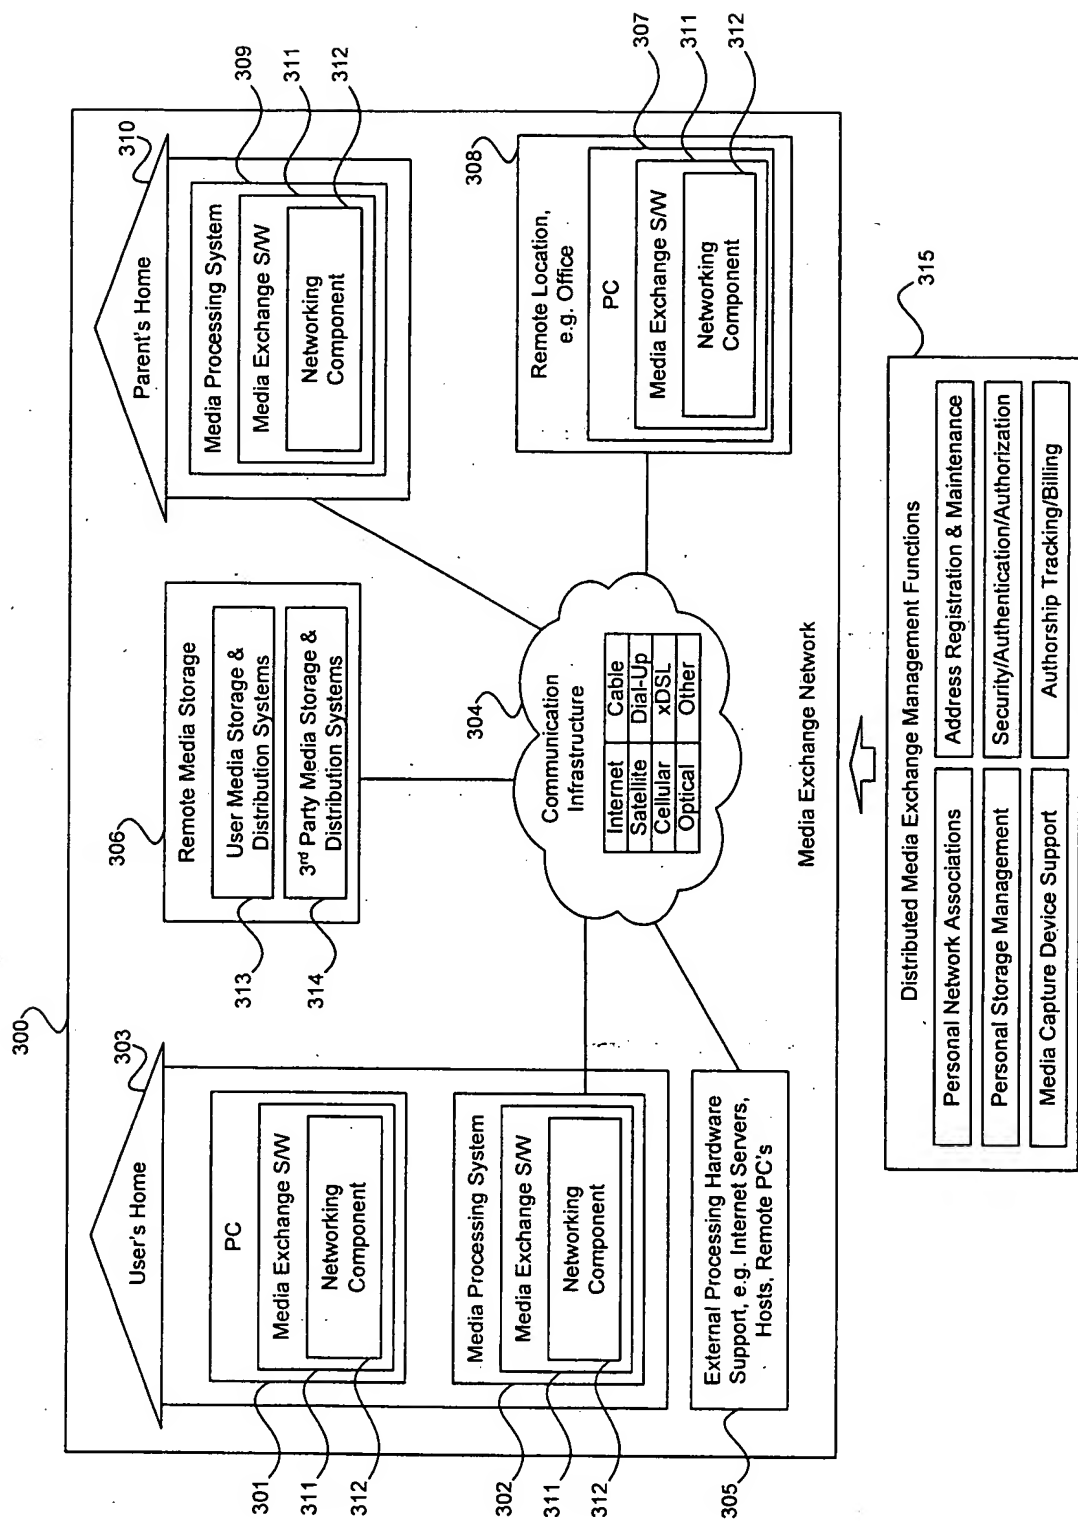 300
303
User's Home
PC
Media Exchange S/W
Networking
Component
301
311
312
Media Processing System
Media Exchange S/W
Networking
Component
302
311
312
External Processing Hardware
Support, e.g. Internet Servers,
Hosts, Remote PC's
305
306
Remote Media Storage
User Media Storage &
Distribution Systems
3rd Party Media Storage &
Distribution Systems
313
314
310
Parent's Home
Media Processing System
Media Exchange S/W
Networking
Component
309
311
312
304
Communication
Infrastructure
Internet Cable
Satellite Dial-Up
Cellular xDSL
Optical Other
308
Remote Location,
e.g. Office
PC
Media Exchange S/W
Networking
Component
307
311
312
Media Exchange Network
315
Distributed Media Exchange Management Functions
Personal Network Associations Address Registration & Maintenance
Personal Storage Management Security/Authentication/Authorization
Media Capture Device Support Authorship Tracking/Billing